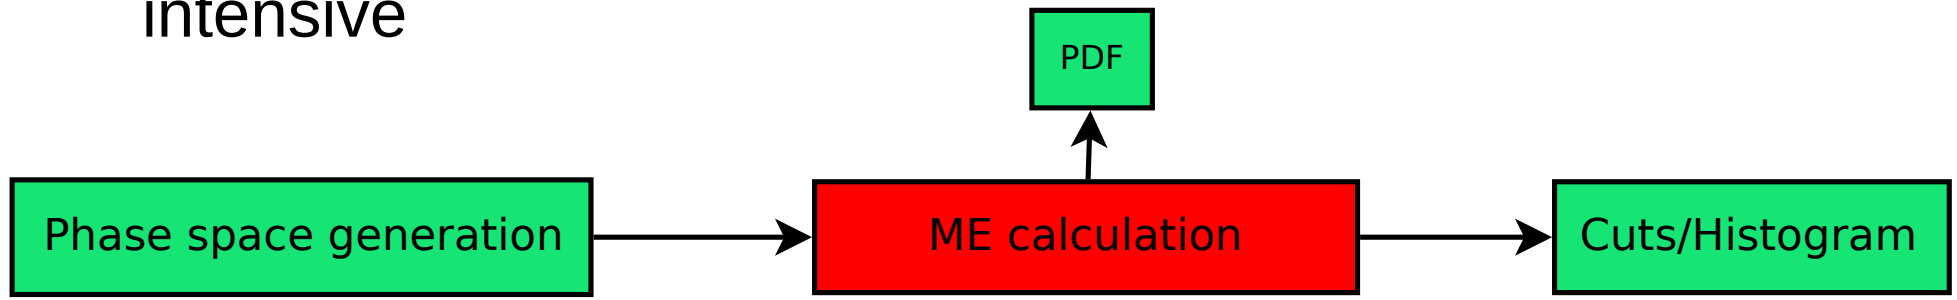 intensive
PDF
Phase space generation
ME calculation
Cuts/Histogram